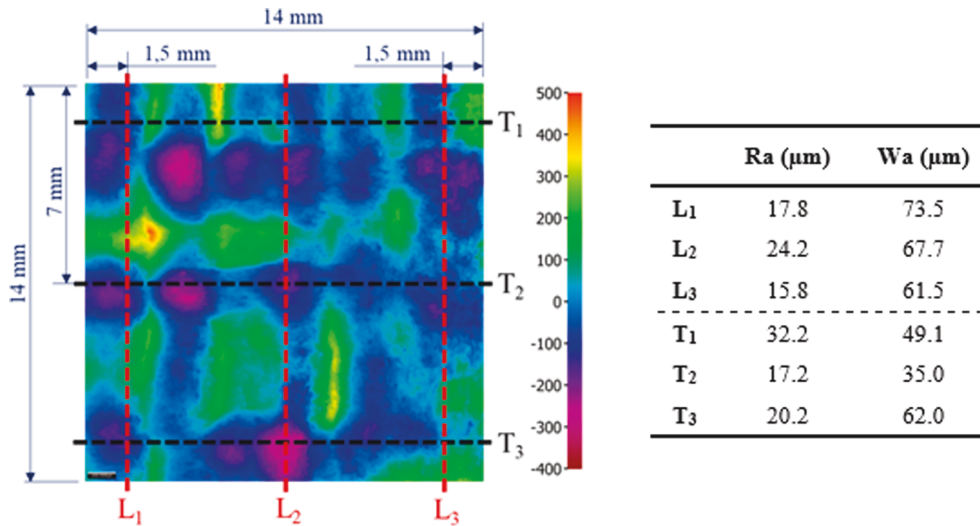 14 mm
1,5 mm
1,5 mm
7 mm
14 mm
T1
T2
T3
L1
L2
L3
500
400
300
200
100
0
-100
-200
-300
-400
Ra (µm) Wa (µm)
L1 17.8 73.5
L2 24.2 67.7
L3 15.8 61.5
T1 32.2 49.1
T2 17.2 35.0
T3 20.2 62.0